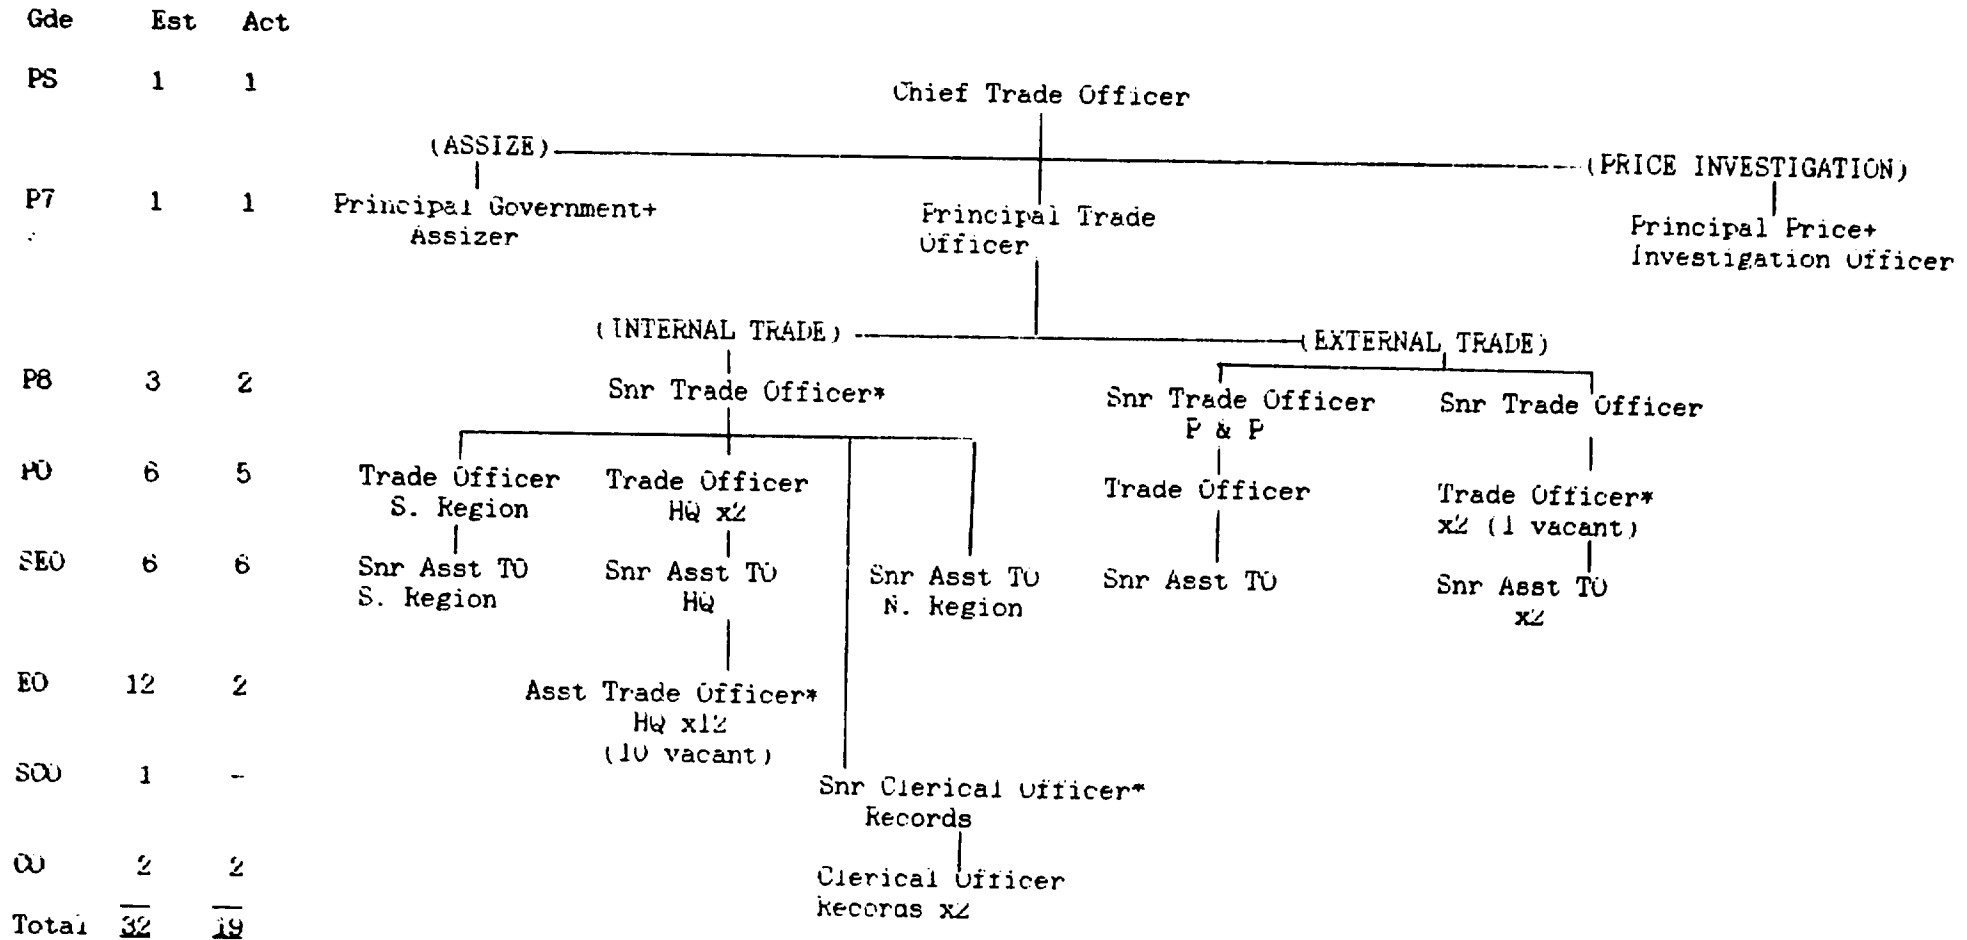 Gde Est Act
PS 1 1
Chief Trade Officer
(ASSIZE)
(PRICE INVESTIGATION)
P7 1 1
Principal Government+
Assizer
Principal Trade
Officer
Principal Price+
Investigation Officer
(INTERNAL TRADE)
(EXTERNAL TRADE)
P8 3 2
Snr Trade Officer*
Snr Trade Officer
P & P
Snr Trade Officer
PO 6 5
Trade Officer
S. Region
Trade Officer
HQ x2
Trade Officer
Trade Officer*
x2 (1 vacant)
SEO 6 6
Snr Asst TO
S. Region
Snr Asst TO
HQ
Snr Asst TO
N. Region
Snr Asst TO
Snr Asst TO
x2
EO 12 2
Asst Trade Officer*
HQ x12
(10 vacant)
SCO 1 -
Snr Clerical Officer*
Records
CO 2 2
Clerical Officer
Records x2
Total 32 19